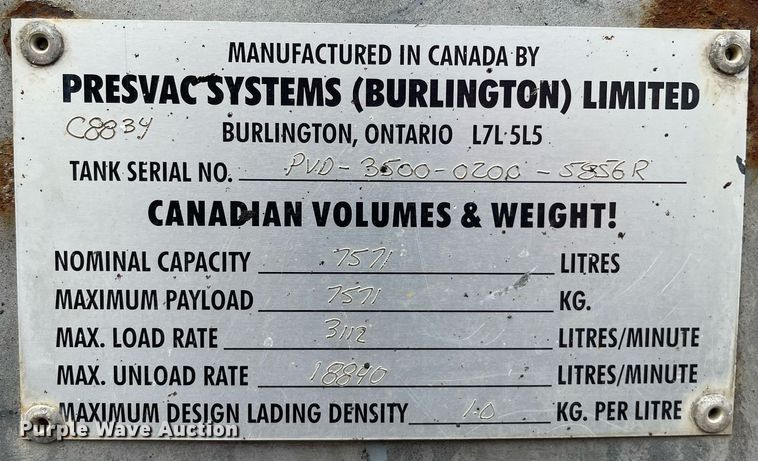 MANUFACTURED IN CANADA BY
PRESVAC SYSTEMS (BURLINGTON) LIMITED
C8834
BURLINGTON, ONTARIO L7L 5L5
TANK SERIAL NO. PVD-3500-0200-5856R
CANADIAN VOLUMES & WEIGHT!
NOMINAL CAPACITY 7571 LITRES
MAXIMUM PAYLOAD 7571 KG.
MAX. LOAD RATE 3112 LITRES/MINUTE
MAX. UNLOAD RATE 18840 LITRES/MINUTE
MAXIMUM DESIGN LADING DENSITY 1.0 KG. PER LITRE
Purple Wave Auction